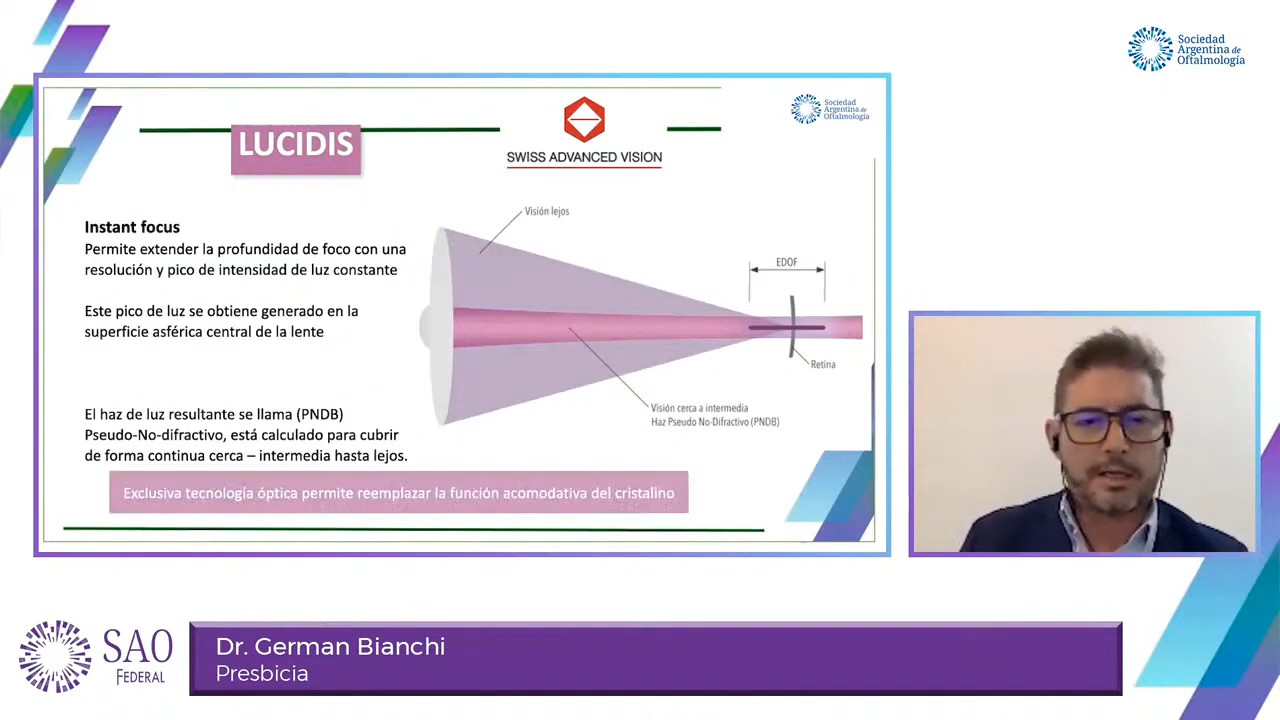 Sociedad
Argentina de
Oftalmología
LUCIDIS
SWISS ADVANCED VISION
Sociedad
Argentina de
Oftalmología
Instant focus
Permite extender la profundidad de foco con una
resolución y pico de intensidad de luz constante
Este pico de luz se obtiene generado en la
superficie asférica central de la lente
El haz de luz resultante se llama (PNDB)
Pseudo-No-difractivo, está calculado para cubrir
de forma continua cerca – intermedia hasta lejos.
Visión lejos
EDOF
Retina
Visión cerca a intermedia
Haz Pseudo No-Difractivo (PNDB)
Exclusiva tecnología óptica permite reemplazar la función acomodativa del cristalino
SAO
FEDERAL
Dr. German Bianchi
Presbicia